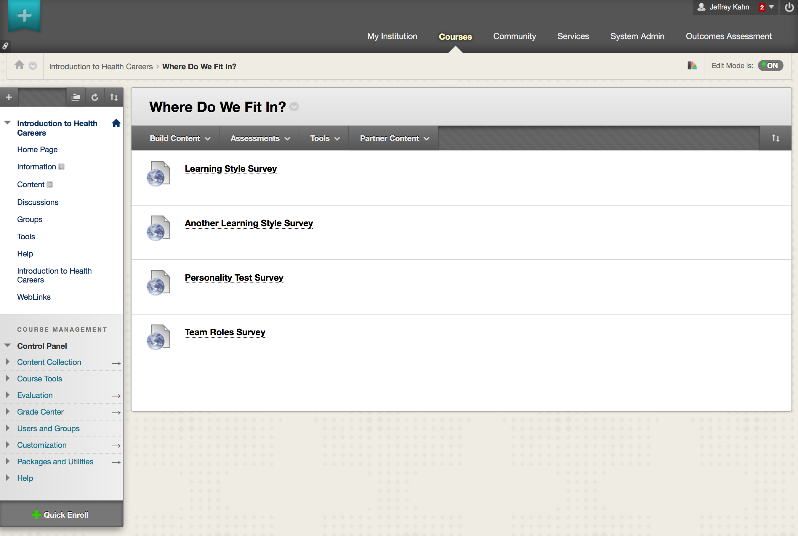 Jeffrey Kahn 2
My Institution Courses Community Services System Admin Outcomes Assessment
Introduction to Health Careers > Where Do We Fit In?
Edit Mode is: ON
Introduction to Health
Careers
Home Page
Information
Content
Discussions
Groups
Tools
Help
Introduction to Health
Careers
WebLinks
COURSE MANAGEMENT
Control Panel
Content Collection
Course Tools
Evaluation
Grade Center
Users and Groups
Customization
Packages and Utilities
Help
Quick Enroll
Where Do We Fit In?
Build Content Assessments Tools Partner Content
Learning Style Survey
Another Learning Style Survey
Personality Test Survey
Team Roles Survey